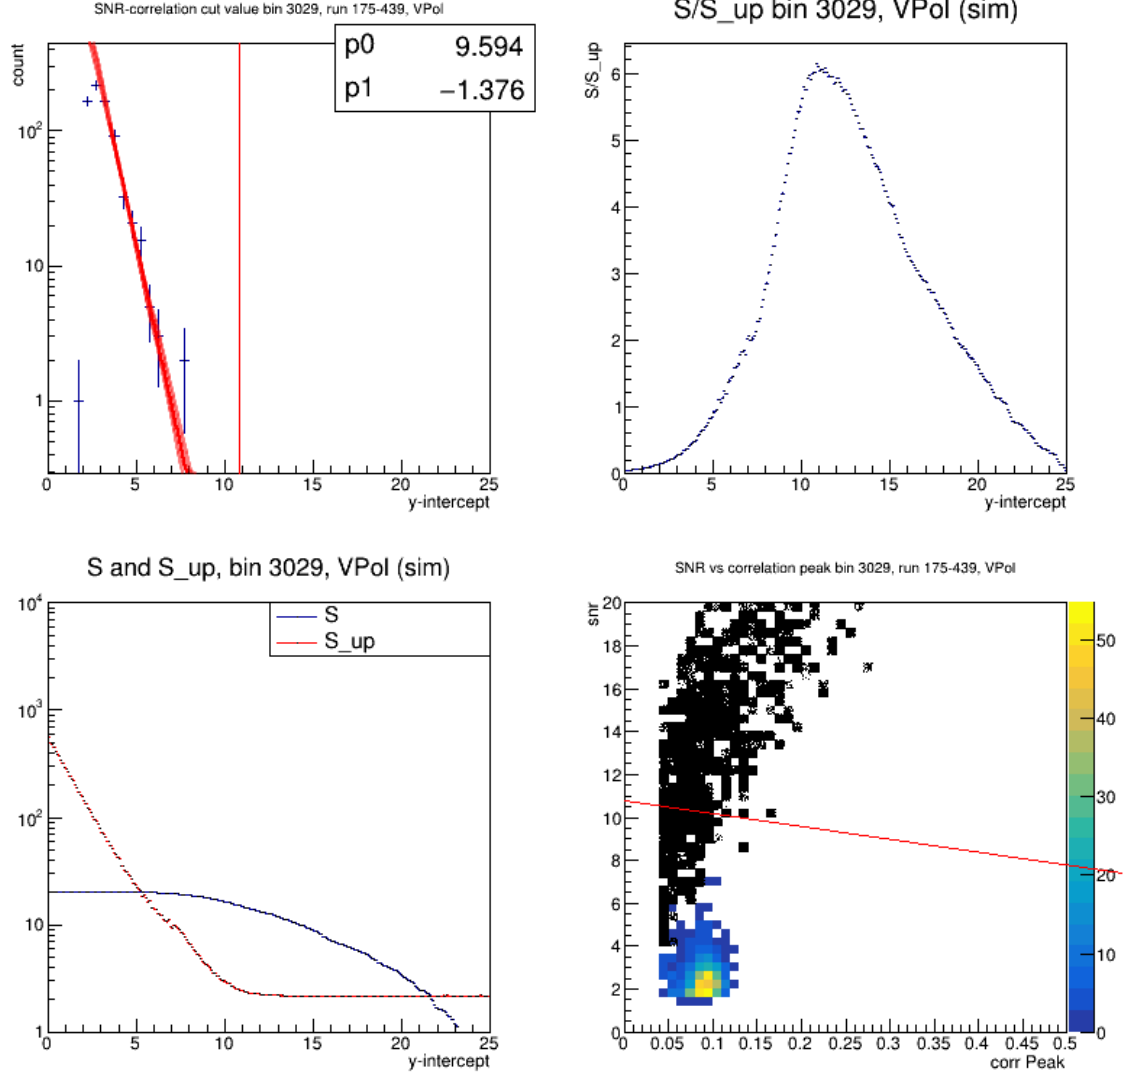 SNR-correlation cut value bin 3029, run 175-439, VPol
count
p0 9.594
p1 −1.376
10²
10
1
0 5 10 15 20 25
y-intercept
S/S_up bin 3029, VPol (sim)
S/S_up
6
5
4
3
2
1
0
0 5 10 15 20 25
y-intercept
S and S_up, bin 3029, VPol (sim)
S
S_up
10⁴
10³
10²
10
1
0 5 10 15 20 25
y-intercept
SNR vs correlation peak bin 3029, run 175-439, VPol
snr
20
18
16
14
12
10
8
6
4
2
0
0 0.05 0.1 0.15 0.2 0.25 0.3 0.35 0.4 0.45 0.5
corr Peak
50
40
30
20
10
0